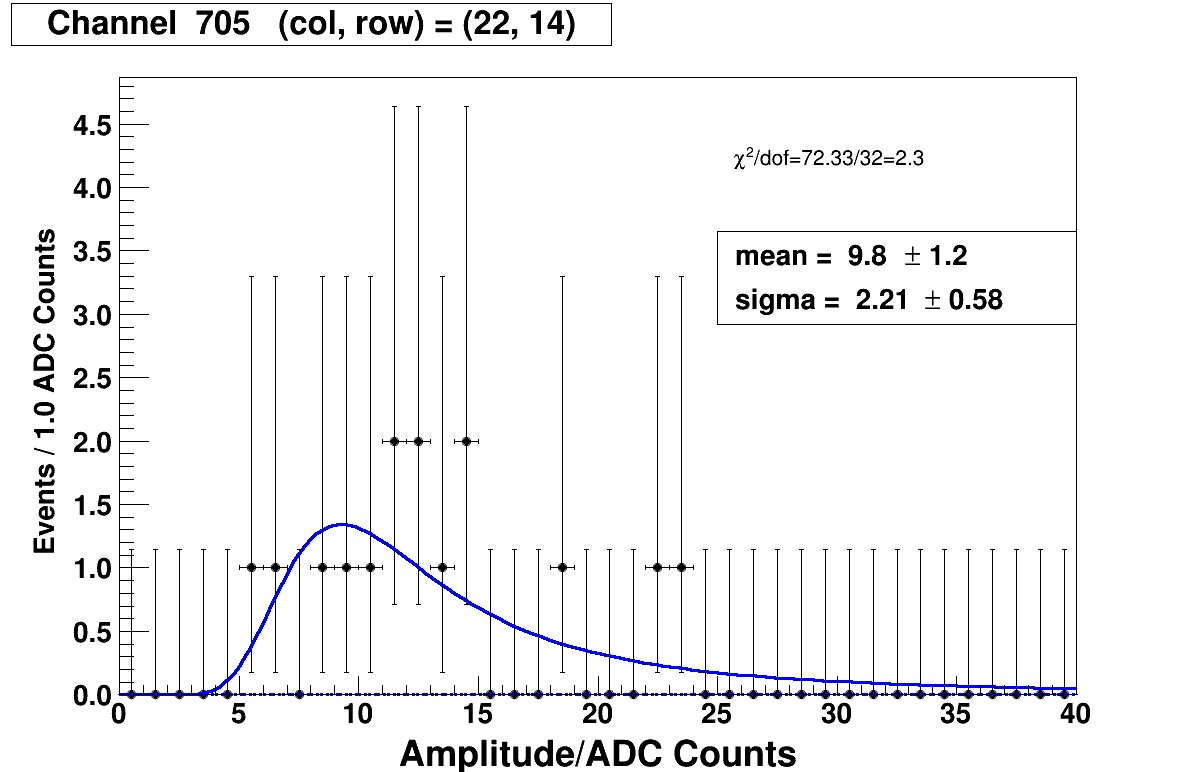 Channel 705 (col, row) = (22, 14)
4.5
4.0
3.5
3.0
2.5
2.0
1.5
1.0
0.5
0.0
Events / 1.0 ADC Counts
χ²/dof=72.33/32=2.3
mean = 9.8 ± 1.2
sigma = 2.21 ± 0.58
0 5 10 15 20 25 30 35 40
Amplitude/ADC Counts